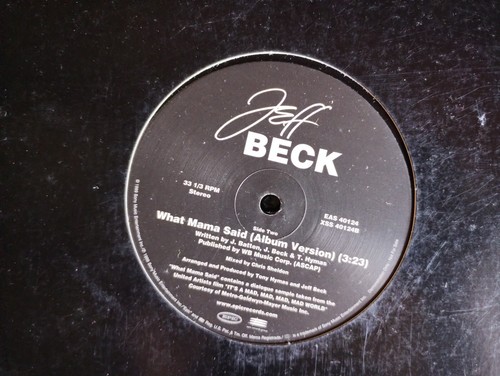 Jeff
BECK
33 1/3 RPM
Stereo
EAS 40124
XSS 40124B
Side Two
What Mama Said (Album Version) (3:23)
Written by J. Batten, J. Beck & T. Hymas
Published by WB Music Corp. (ASCAP)
Mixed by Chris Sheldon
Arranged and Produced by Tony Hymas and Jeff Beck
"What Mama Said" contains a dialogue sample taken from the
United Artists film "IT'S A MAD, MAD, MAD, MAD WORLD"
Courtesy of Metro-Goldwyn-Mayer Music Inc.
www.epicrecords.com
epic